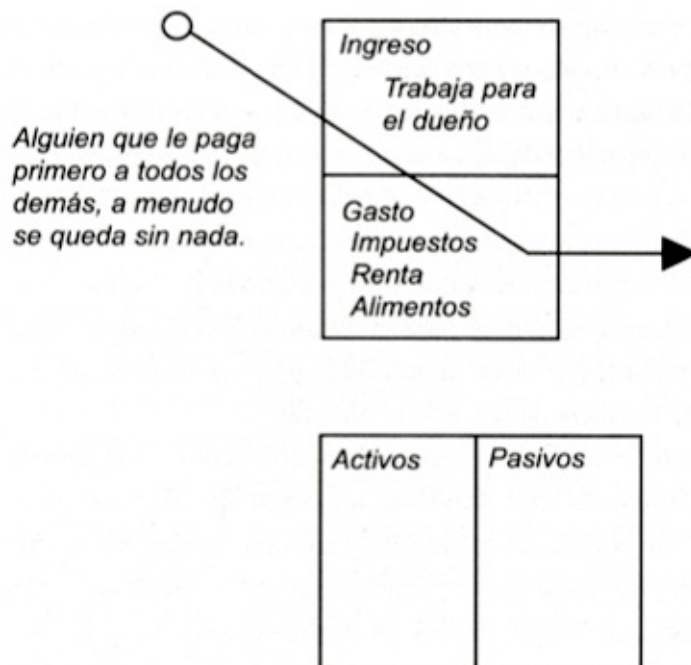 Alguien que le paga
primero a todos los
demás, a menudo
se queda sin nada.
Ingreso
Trabaja para
el dueño
Gasto
Impuestos
Renta
Alimentos
Activos
Pasivos